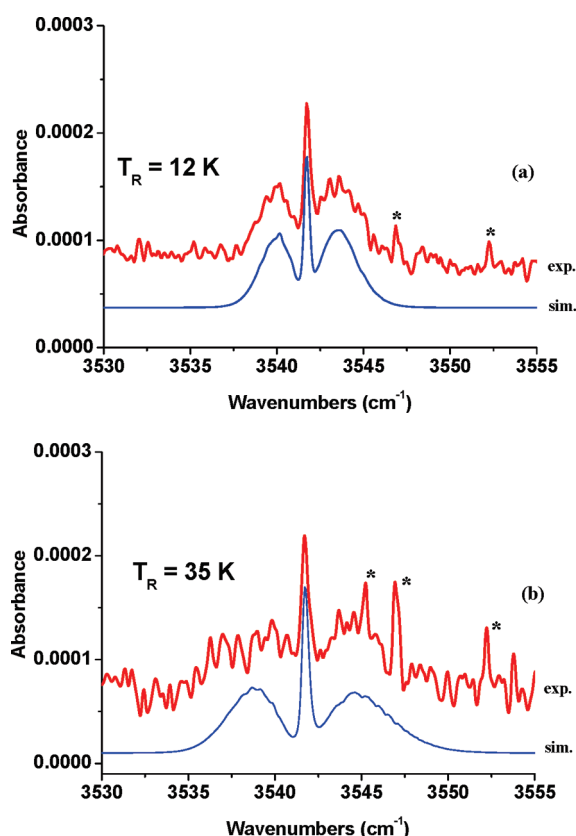 0.0003
0.0002
0.0001
0.0000
Absorbance
T_R = 12 K
(a)
*
*
exp.
sim.
3530 3535 3540 3545 3550 3555
Wavenumbers (cm⁻¹)
0.0003
0.0002
0.0001
0.0000
Absorbance
T_R = 35 K
(b)
*
*
*
exp.
sim.
3530 3535 3540 3545 3550 3555
Wavenumbers (cm⁻¹)